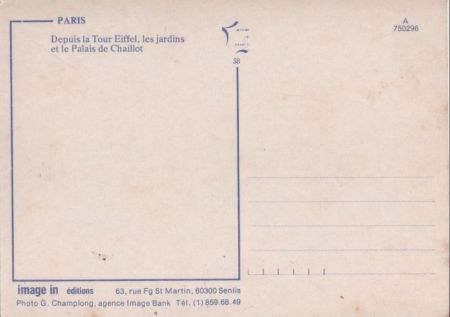 PARIS
Depuis la Tour Eiffel, les jardins
et le Palais de Chaillot
38
A
750296
image in éditions 63, rue Fg St Martin, 60300 Senlis
Photo G. Champlong, agence Image Bank Tél. (1) 859.68.49